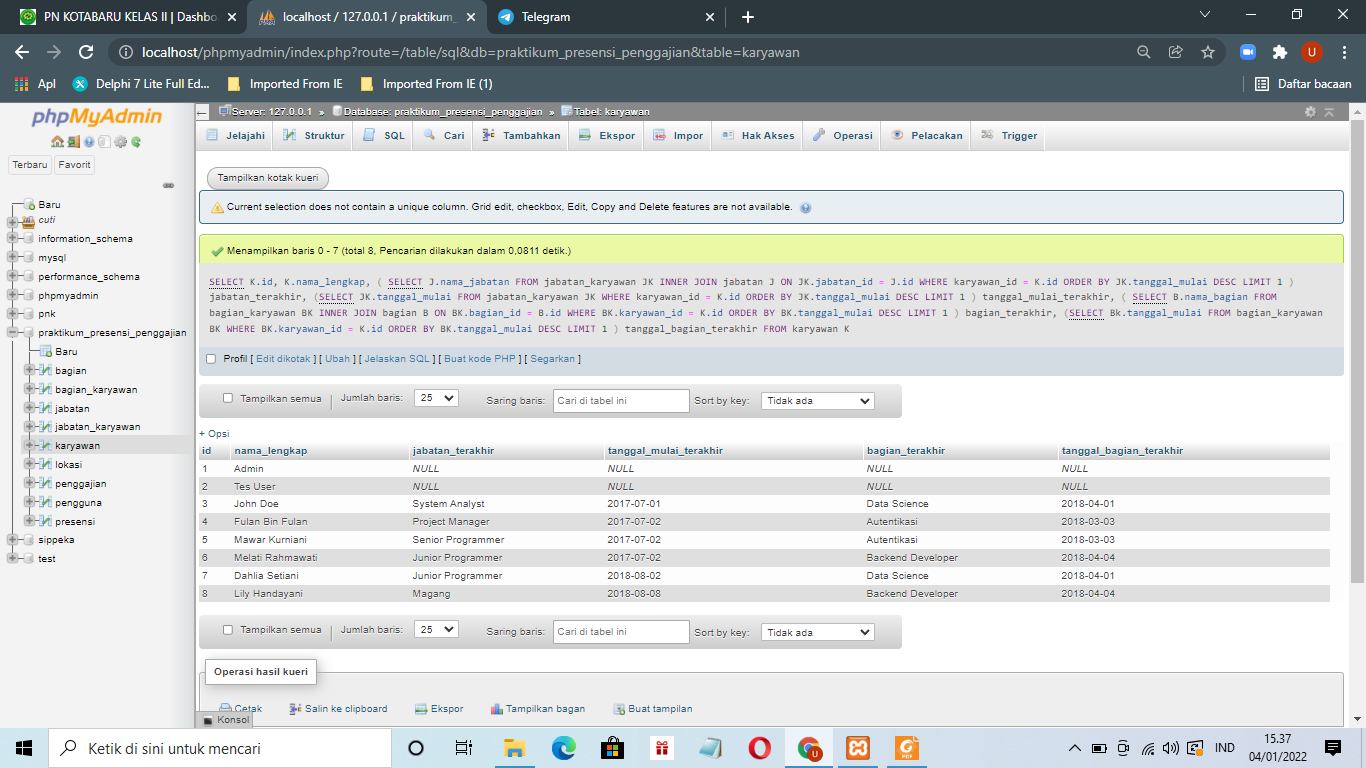 PN KOTABARU KELAS II | Dashbo
localhost / 127.0.0.1 / praktikum_
Telegram
localhost/phpmyadmin/index.php?route=/table/sql&db=praktikum_presensi_penggajian&table=karyawan
U
Apl
Delphi 7 Lite Full Ed...
Imported From IE
Imported From IE (1)
Daftar bacaan
phpMyAdmin
Terbaru
Favorit
Baru
cuti
information_schema
mysql
performance_schema
phpmyadmin
pnk
praktikum_presensi_penggajian
Baru
bagian
bagian_karyawan
jabatan
jabatan_karyawan
karyawan
lokasi
penggajian
pengguna
presensi
sippeka
test
Server: 127.0.0.1 » Database: praktikum_presensi_penggajian » Tabel: karyawan
Jelajahi Struktur SQL Cari Tambahkan Ekspor Impor Hak Akses Operasi Pelacakan Trigger
Tampilkan kotak kueri
Current selection does not contain a unique column. Grid edit, checkbox, Edit, Copy and Delete features are not available.
Menampilkan baris 0 - 7 (total 8, Pencarian dilakukan dalam 0,0811 detik.)
SELECT K.id, K.nama_lengkap, ( SELECT J.nama_jabatan FROM jabatan_karyawan JK INNER JOIN jabatan J ON JK.jabatan_id = J.id WHERE karyawan_id = K.id ORDER BY JK.tanggal_mulai DESC LIMIT 1 )
jabatan_terakhir, (SELECT JK.tanggal_mulai FROM jabatan_karyawan JK WHERE karyawan_id = K.id ORDER BY JK.tanggal_mulai DESC LIMIT 1 ) tanggal_mulai_terakhir, ( SELECT B.nama_bagian FROM
bagian_karyawan BK INNER JOIN bagian B ON BK.bagian_id = B.id WHERE BK.karyawan_id = K.id ORDER BY BK.tanggal_mulai DESC LIMIT 1 ) bagian_terakhir, (SELECT Bk.tanggal_mulai FROM bagian_karyawan
BK WHERE BK.karyawan_id = K.id ORDER BY BK.tanggal_mulai DESC LIMIT 1 ) tanggal_bagian_terakhir FROM karyawan K
Profil [ Edit dikotak ] [ Ubah ] [ Jelaskan SQL ] [ Buat kode PHP ] [ Segarkan ]
Tampilkan semua | Jumlah baris: 25 Saring baris: Cari di tabel ini Sort by key: Tidak ada
+ Opsi
id nama_lengkap jabatan_terakhir tanggal_mulai_terakhir bagian_terakhir tanggal_bagian_terakhir
1 Admin NULL NULL NULL NULL
2 Tes User NULL NULL NULL NULL
3 John Doe System Analyst 2017-07-01 Data Science 2018-04-01
4 Fulan Bin Fulan Project Manager 2017-07-02 Autentikasi 2018-03-03
5 Mawar Kurniani Senior Programmer 2017-07-02 Autentikasi 2018-03-03
6 Melati Rahmawati Junior Programmer 2017-07-02 Backend Developer 2018-04-04
7 Dahlia Setiani Junior Programmer 2018-08-02 Data Science 2018-04-01
8 Lily Handayani Magang 2018-08-08 Backend Developer 2018-04-04
Tampilkan semua | Jumlah baris: 25 Saring baris: Cari di tabel ini Sort by key: Tidak ada
Operasi hasil kueri
Cetak Salin ke clipboard Ekspor Tampilkan bagan Buat tampilan
Konsol
Ketik di sini untuk mencari
U
PDF
IND
15.37
04/01/2022